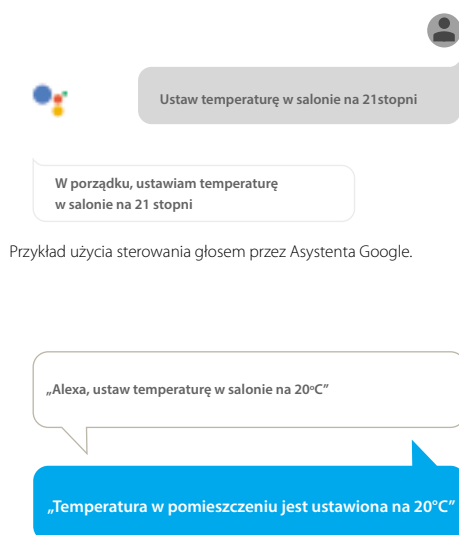 Ustaw temperaturę w salonie na 21stopni
W porządku, ustawiam temperaturę
w salonie na 21 stopni
Przykład użycia sterowania głosem przez Asystenta Google.
„Alexa, ustaw temperaturę w salonie na 20ºC”
„Temperatura w pomieszczeniu jest ustawiona na 20°C”